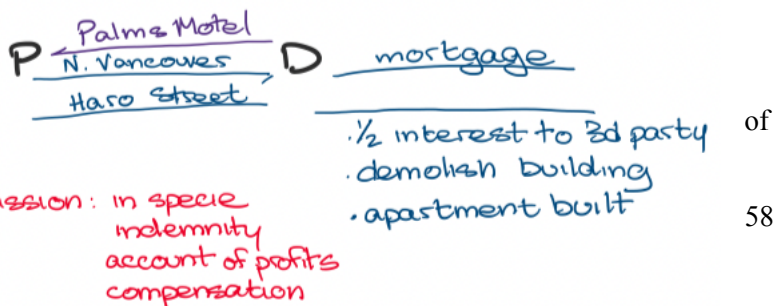 Palms Motel
P N. Vancouver D mortgage
Haro Street
. ½ interest to 3d party of
. demolish building
. apartment built 58
ission: in specie
indemnity
account of profits
compensation